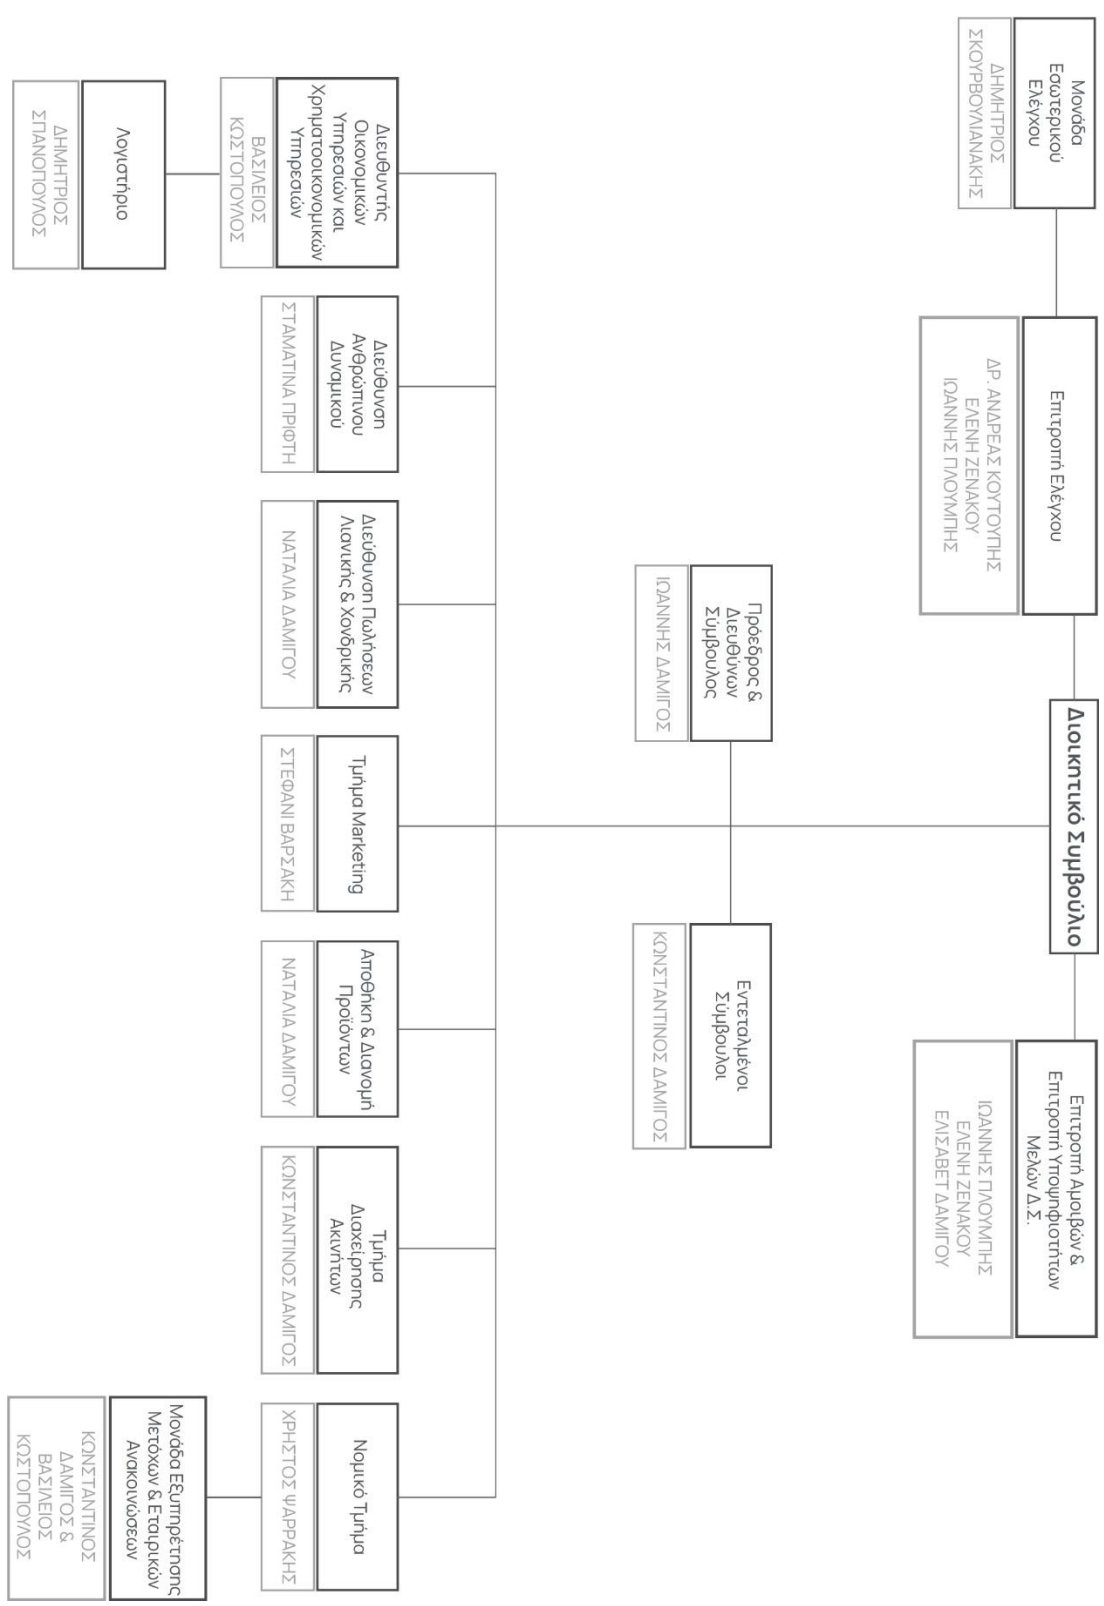 Μονάδα
Εσωτερικού
Ελέγχου
ΔΗΜΗΤΡΙΟΣ
ΣΚΟΥΡΒΟΥΛΙΑΝΑΚΗΣ
Επιτροπή Ελέγχου
ΔΡ. ΑΝΔΡΕΑΣ ΚΟΥΤΟΥΠΗΣ
ΕΛΕΝΗ ΖΕΝΑΚΟΥ
ΙΩΑΝΝΗΣ ΠΛΟΥΜΠΗΣ
Διοικητικό Συμβούλιο
Επιτροπή Αμοιβών &
Επιτροπή Υποψηφιοτήτων
Μελών Δ.Σ.
ΙΩΑΝΝΗΣ ΠΛΟΥΜΠΗΣ
ΕΛΕΝΗ ΖΕΝΑΚΟΥ
ΕΛΙΣΑΒΕΤ ΔΑΜΙΓΟΥ
Πρόεδρος &
Διευθύνων
Σύμβουλος
ΙΩΑΝΝΗΣ ΔΑΜΙΓΟΣ
Εντεταλμένοι
Σύμβουλοι
ΚΩΝΣΤΑΝΤΙΝΟΣ ΔΑΜΙΓΟΣ
Διευθυντής
Οικονομικών
Υπηρεσιών και
Χρηματοοικονομικών
Υπηρεσιών
ΒΑΣΙΛΕΙΟΣ
ΚΩΣΤΟΠΟΥΛΟΣ
Διεύθυνση
Ανθρώπινου
Δυναμικού
ΣΤΑΜΑΤΙΝΑ ΠΡΙΦΤΗ
Διεύθυνση Πωλήσεων
Λιανικής & Χονδρικής
ΝΑΤΑΛΙΑ ΔΑΜΙΓΟΥ
Τμήμα Marketing
ΣΤΕΦΑΝΙ ΒΑΡΣΑΚΗ
Αποθήκη & Διανομή
Προϊόντων
ΝΑΤΑΛΙΑ ΔΑΜΙΓΟΥ
Τμήμα
Διαχείρησης
Ακινήτων
ΚΩΝΣΤΑΝΤΙΝΟΣ ΔΑΜΙΓΟΣ
Νομικό Τμήμα
ΧΡΗΣΤΟΣ ΨΑΡΡΑΚΗΣ
Λογιστήριο
ΔΗΜΗΤΡΙΟΣ
ΣΠΑΝΟΠΟΥΛΟΣ
Μονάδα Εξυπηρέτησης
Μετόχων & Εταιρικών
Ανακοινώσεων
ΚΩΝΣΤΑΝΤΙΝΟΣ
ΔΑΜΙΓΟΣ &
ΒΑΣΙΛΕΙΟΣ
ΚΩΣΤΟΠΟΥΛΟΣ